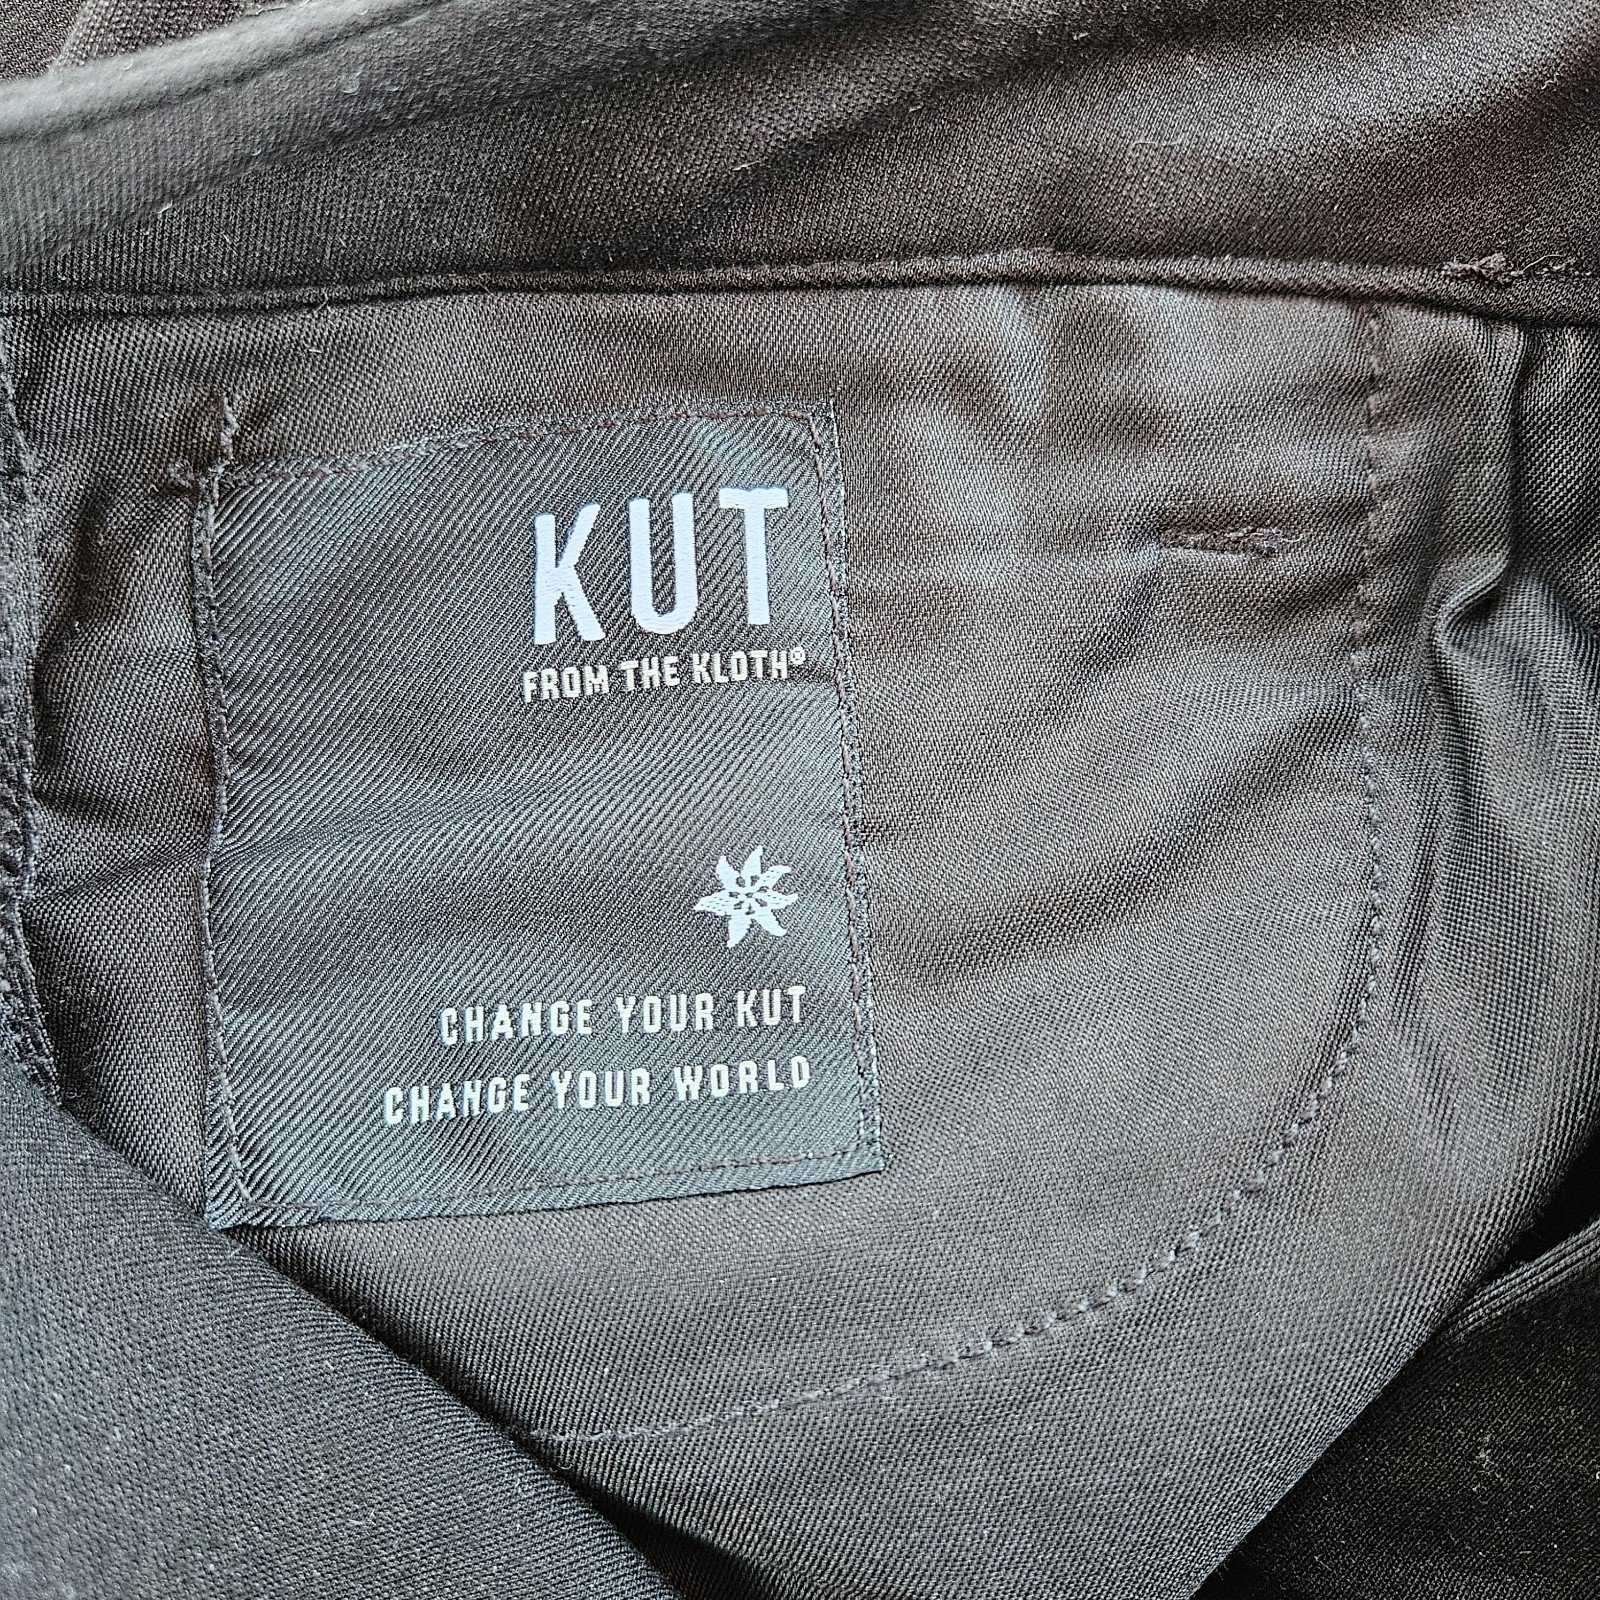 KUT
FROM THE KLOTH®
CHANGE YOUR KUT
CHANGE YOUR WORLD